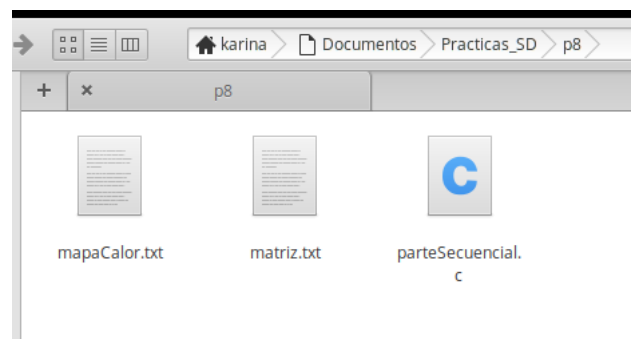 karina Documentos Practicas_SD p8
+ × p8
mapaCalor.txt matriz.txt parteSecuencial.
c